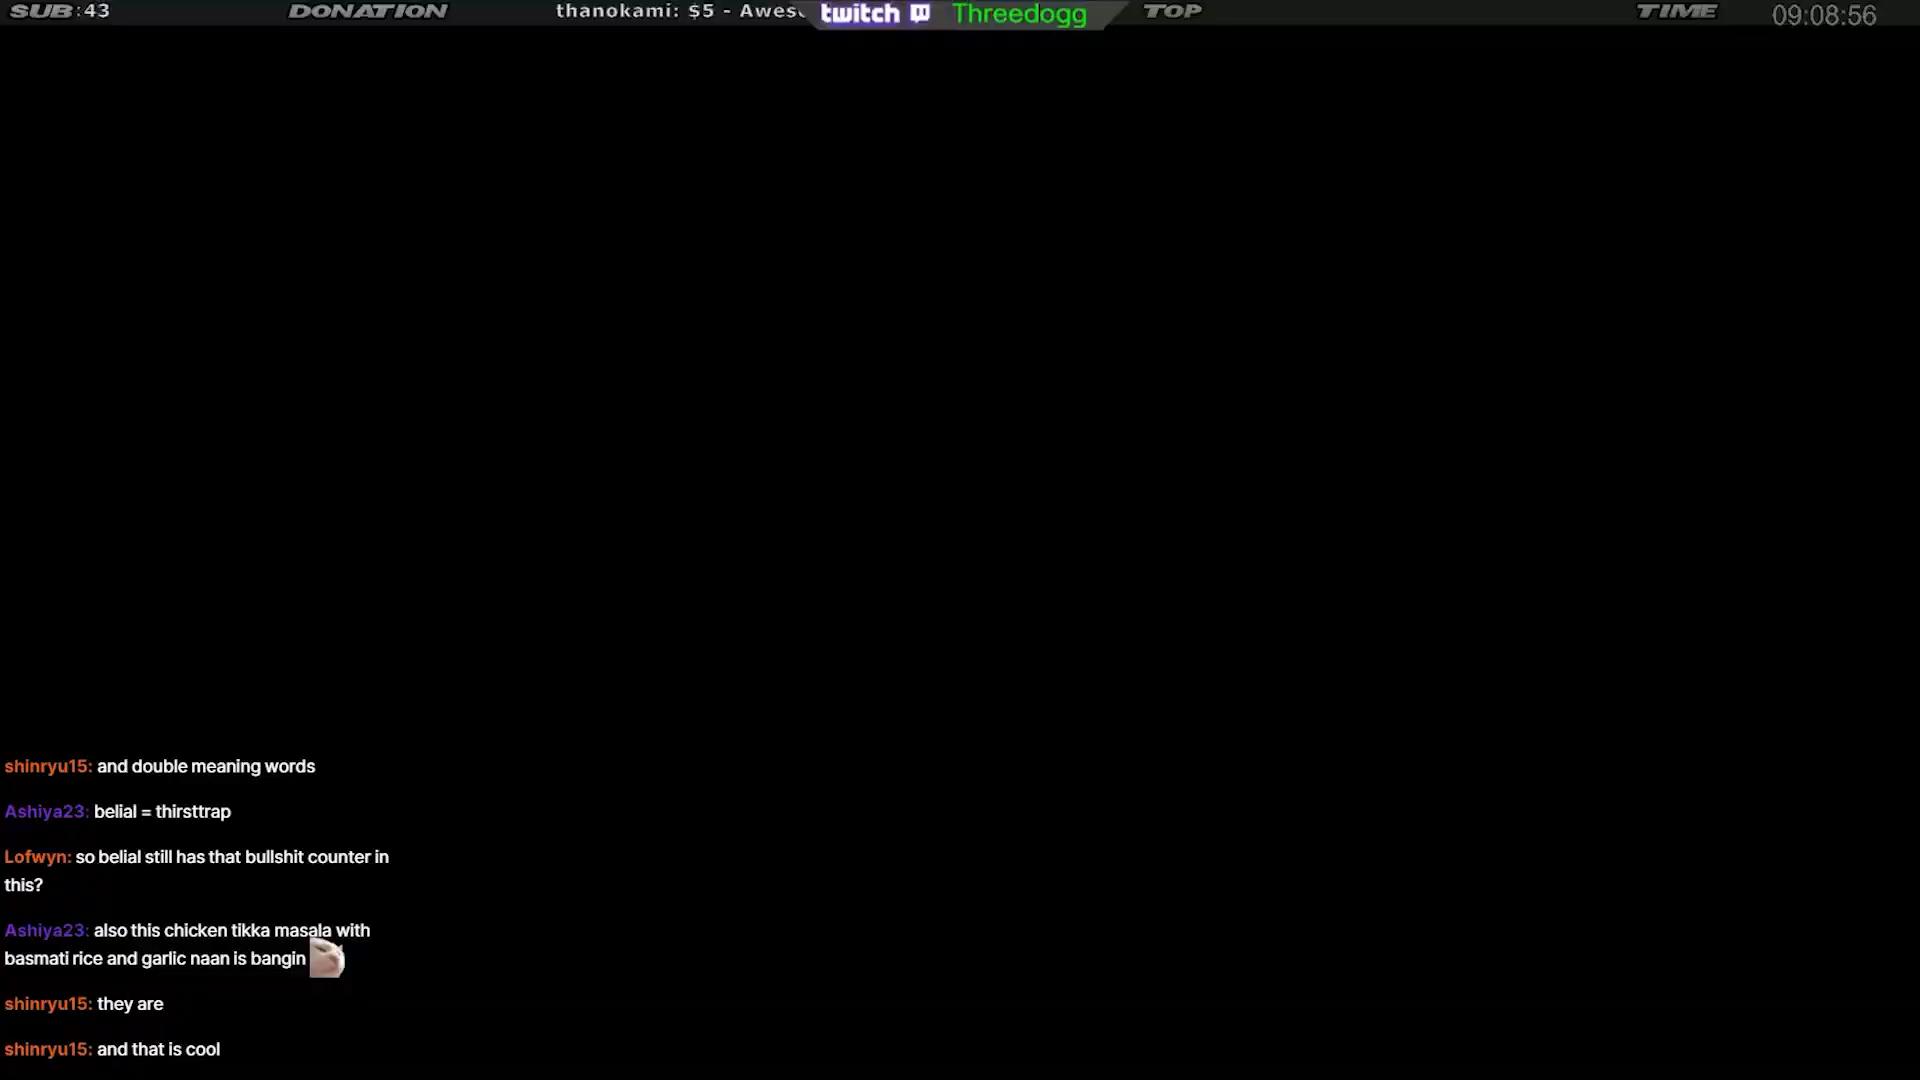 SUB:43 DONATION thanokami: $5 - Awes twitch Threedogg TOP TIME 09:08:56
shinryu15: and double meaning words
Ashiya23: belial = thirsttrap
Lofwyn: so belial still has that bullshit counter in
this?
Ashiya23: also this chicken tikka masala with
basmati rice and garlic naan is bangin
shinryu15: they are
shinryu15: and that is cool